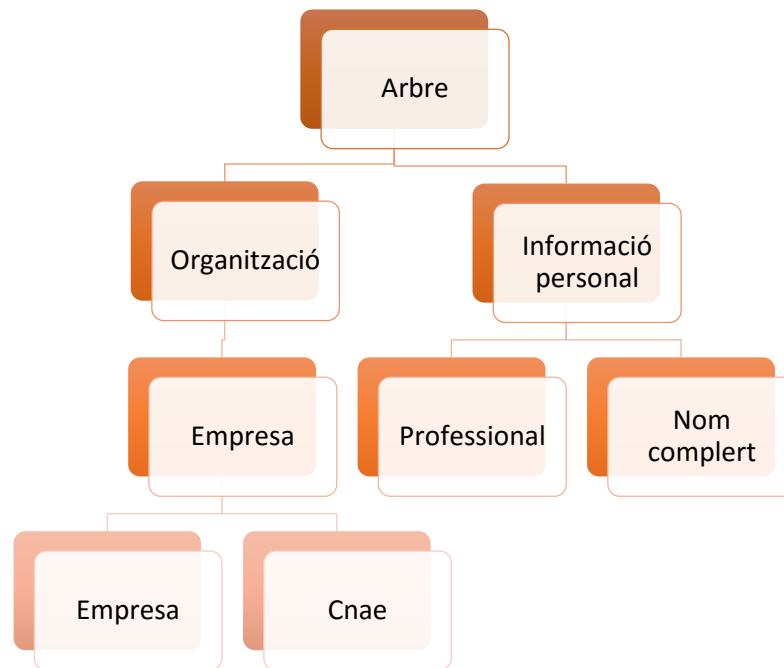 Arbre
Organització
Informació
personal
Empresa
Professional
Nom
complert
Empresa
Cnae